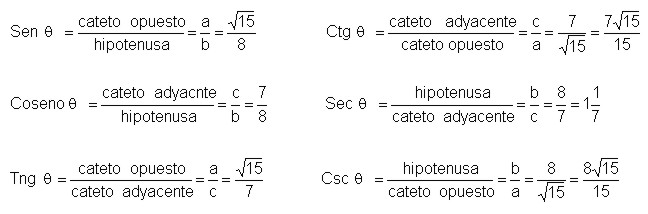 Sen θ = cateto opuesto / hipotenusa = a / b = √15 / 8
Ctg θ = cateto adyacente / cateto opuesto = c / a = 7 / √15 = 7√15 / 15
Coseno θ = cateto adyacnte / hipotenusa = c / b = 7 / 8
Sec θ = hipotenusa / cateto adyacente = b / c = 8 / 7 = 1 1/7
Tng θ = cateto opuesto / cateto adyacente = a / c = √15 / 7
Csc θ = hipotenusa / cateto opuesto = b / a = 8 / √15 = 8√15 / 15